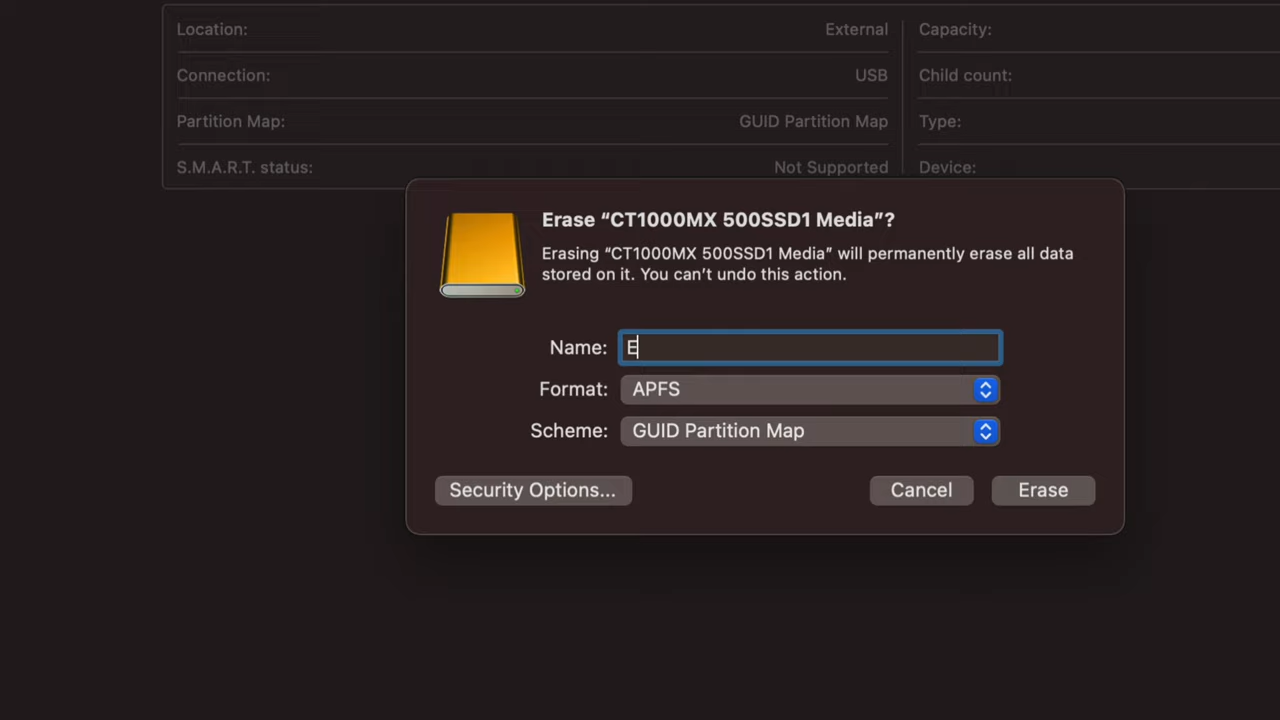 Location: External Capacity:
Connection: USB Child count:
Partition Map: GUID Partition Map Type:
S.M.A.R.T. status: Not Supported Device:
Erase “CT1000MX 500SSD1 Media”?
Erasing “CT1000MX 500SSD1 Media” will permanently erase all data
stored on it. You can’t undo this action.
Name: E
Format: APFS
Scheme: GUID Partition Map
Security Options... Cancel Erase